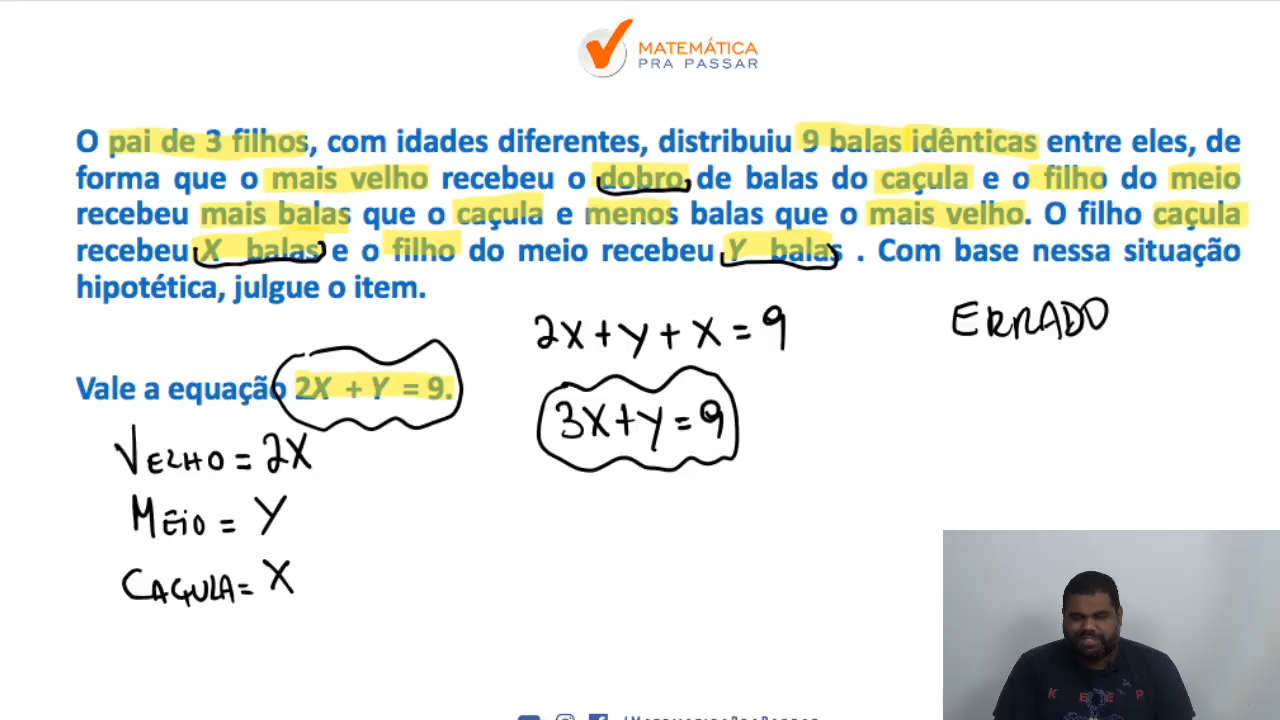 MATEMÁTICA
PRA PASSAR
O pai de 3 filhos, com idades diferentes, distribuiu 9 balas idênticas entre eles, de
forma que o mais velho recebeu o dobro de balas do caçula e o filho do meio
recebeu mais balas que o caçula e menos balas que o mais velho. O filho caçula
recebeu X balas e o filho do meio recebeu Y balas . Com base nessa situação
hipotética, julgue o item.
2X+Y+X=9
ERRADO
Vale a equação 2X + Y = 9.
3X+Y=9
VELHO = 2X
MEIO = Y
CAÇULA= X
K E E P